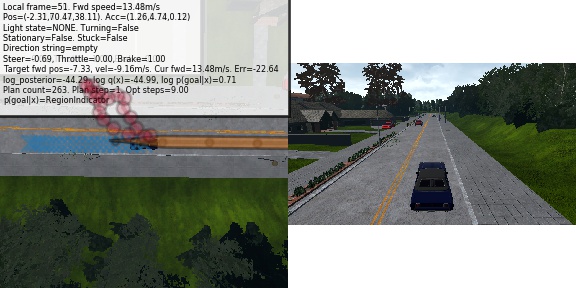 Local frame=51. Fwd speed=13.48m/s
Pos=(-2.31,70.47,38.11). Acc=(1.26,4.74,0.12)
Light state=NONE. Turning=False
Stationary=False. Stuck=False
Direction string=empty
Steer=-0.69, Throttle=0.00, Brake=1.00
Target fwd pos=-7.33, vel=-9.16m/s. Cur fwd=13.48m/s. Err=-22.64
log_posterior=-44.29, log q(x)=-44.99, log p(goal|x)=0.71
Plan count=263. Plan step=1. Opt steps=9.00
p(goal|x)=RegionIndicator